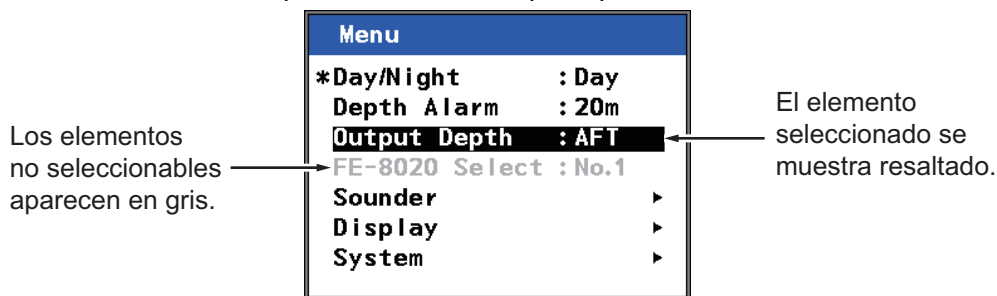 Menu
*Day/Night :Day
Depth Alarm :20m
Output Depth :AFT
FE-8020 Select :No.1
Sounder ►
Display ►
System ►
Los elementos
no seleccionables
aparecen en gris.
El elemento
seleccionado se
muestra resaltado.